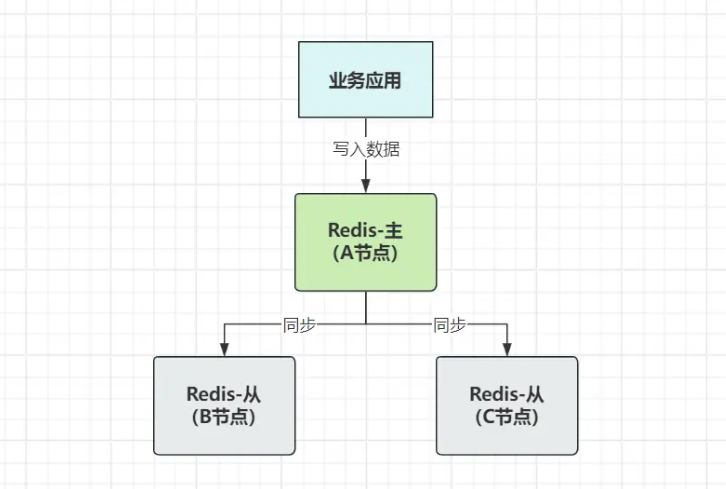 业务应用
写入数据
Redis-主
（A节点）
同步
同步
Redis-从
（B节点）
Redis-从
（C节点）